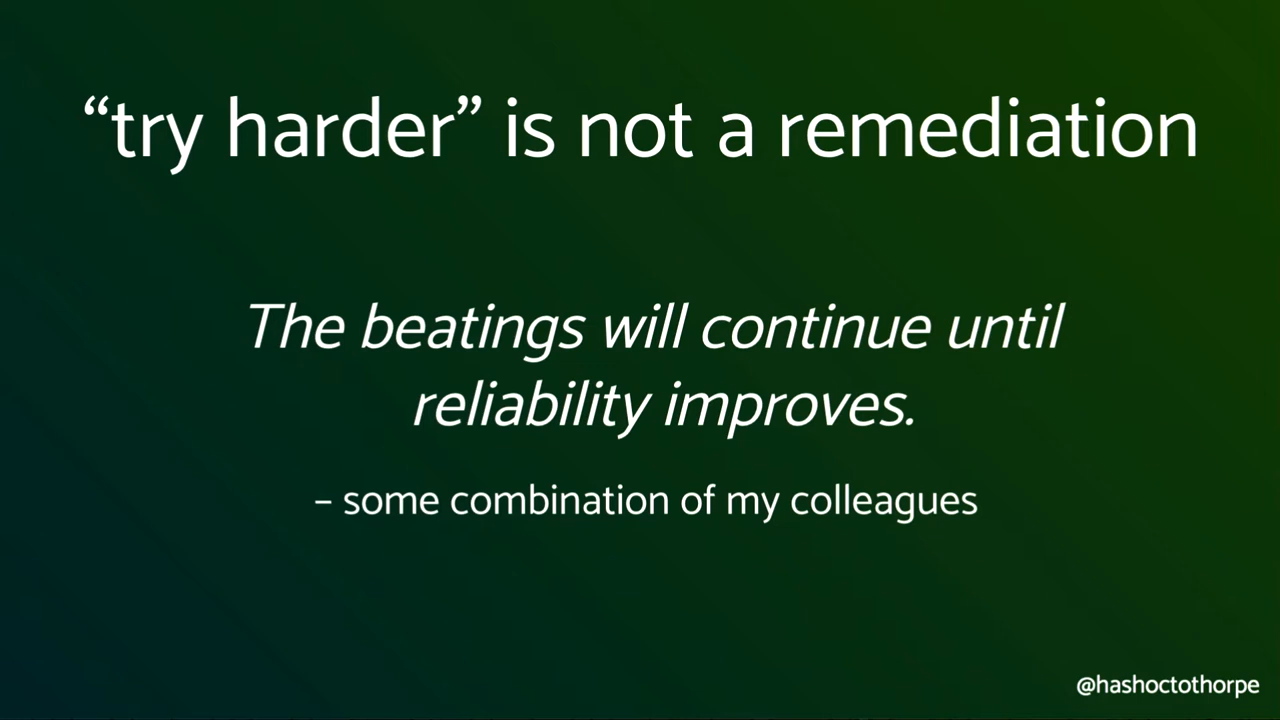 “try harder” is not a remediation
The beatings will continue until
reliability improves.
– some combination of my colleagues
@hashoctothorpe